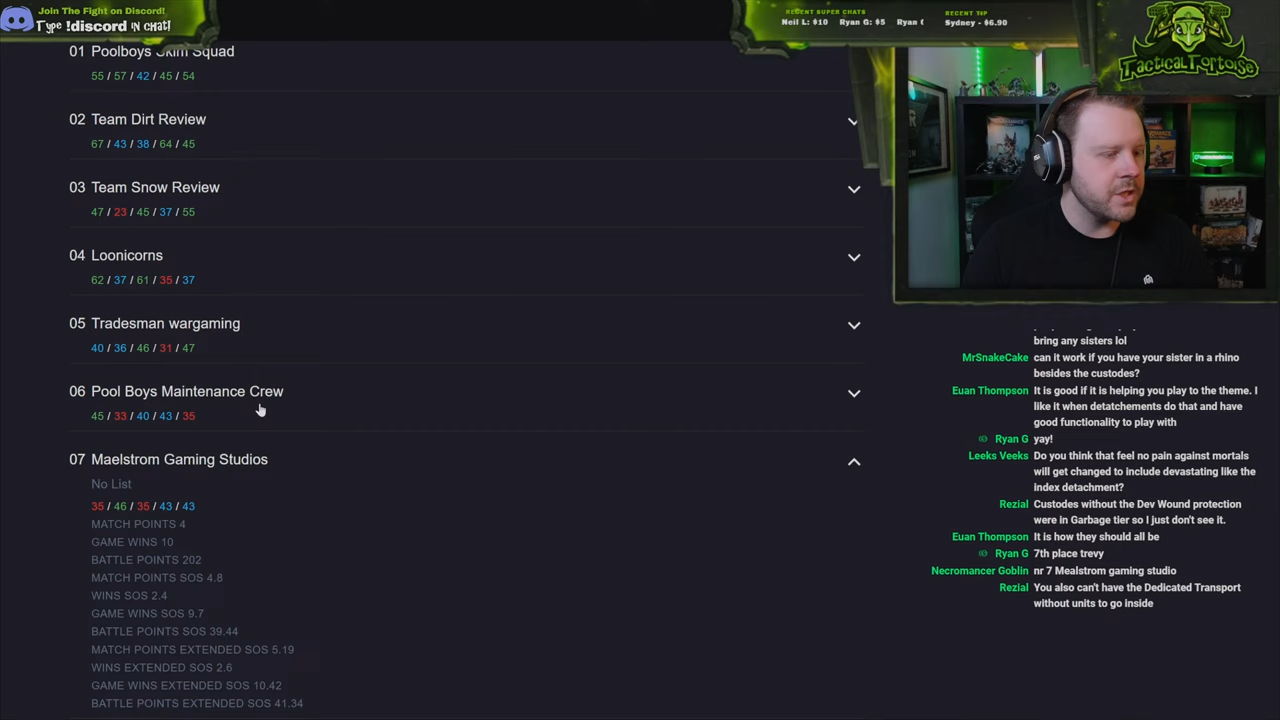 Join The Fight on Discord!
Type !discord in chat!
RECENT SUPER CHATS
Neil L: $10 Ryan G: $5 Ryan
RECENT TIP
Sydney - $6.90
TacticalTortoise
01 Poolboys Skim Squad
55 / 57 / 42 / 45 / 54
02 Team Dirt Review
67 / 43 / 38 / 64 / 45
03 Team Snow Review
47 / 23 / 45 / 37 / 55
04 Loonicorns
62 / 37 / 61 / 35 / 37
05 Tradesman wargaming
40 / 36 / 46 / 31 / 47
06 Pool Boys Maintenance Crew
45 / 33 / 40 / 43 / 35
07 Maelstrom Gaming Studios
No List
35 / 46 / 35 / 43 / 43
MATCH POINTS 4
GAME WINS 10
BATTLE POINTS 202
MATCH POINTS SOS 4.8
WINS SOS 2.4
GAME WINS SOS 9.7
BATTLE POINTS SOS 39.44
MATCH POINTS EXTENDED SOS 5.19
WINS EXTENDED SOS 2.6
GAME WINS EXTENDED SOS 10.42
BATTLE POINTS EXTENDED SOS 41.34
bring any sisters lol
MrSnakeCake can it work if you have your sister in a rhino
besides the custodes?
Euan Thompson It is good if it is helping you play to the theme. I
like it when detatchements do that and have
good functionality to play with
Ryan G yay!
Leeks Veeks Do you think that feel no pain against mortals
will get changed to include devastating like the
index detachment?
Rezial Custodes without the Dev Wound protection
were in Garbage tier so I just don't see it.
Euan Thompson It is how they should all be
Ryan G 7th place trevy
Necromancer Goblin nr 7 Mealstrom gaming studio
Rezial You also can't have the Dedicated Transport
without units to go inside